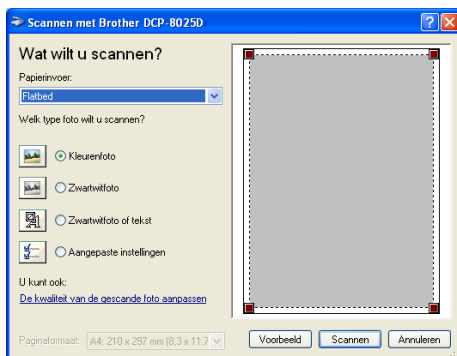 Scannen met Brother DCP-8025D
Wat wilt u scannen?
Papierinvoer:
Flatbed
Welk type foto wilt u scannen?
Kleurenfoto
Zwartwitfoto
Zwartwitfoto of tekst
Aangepaste instellingen
U kunt ook:
De kwaliteit van de gescande foto aanpassen
Paginaformaat: A4: 210 x 297 mm (8,3 x 11,7
Voorbeeld Scannen Annuleren